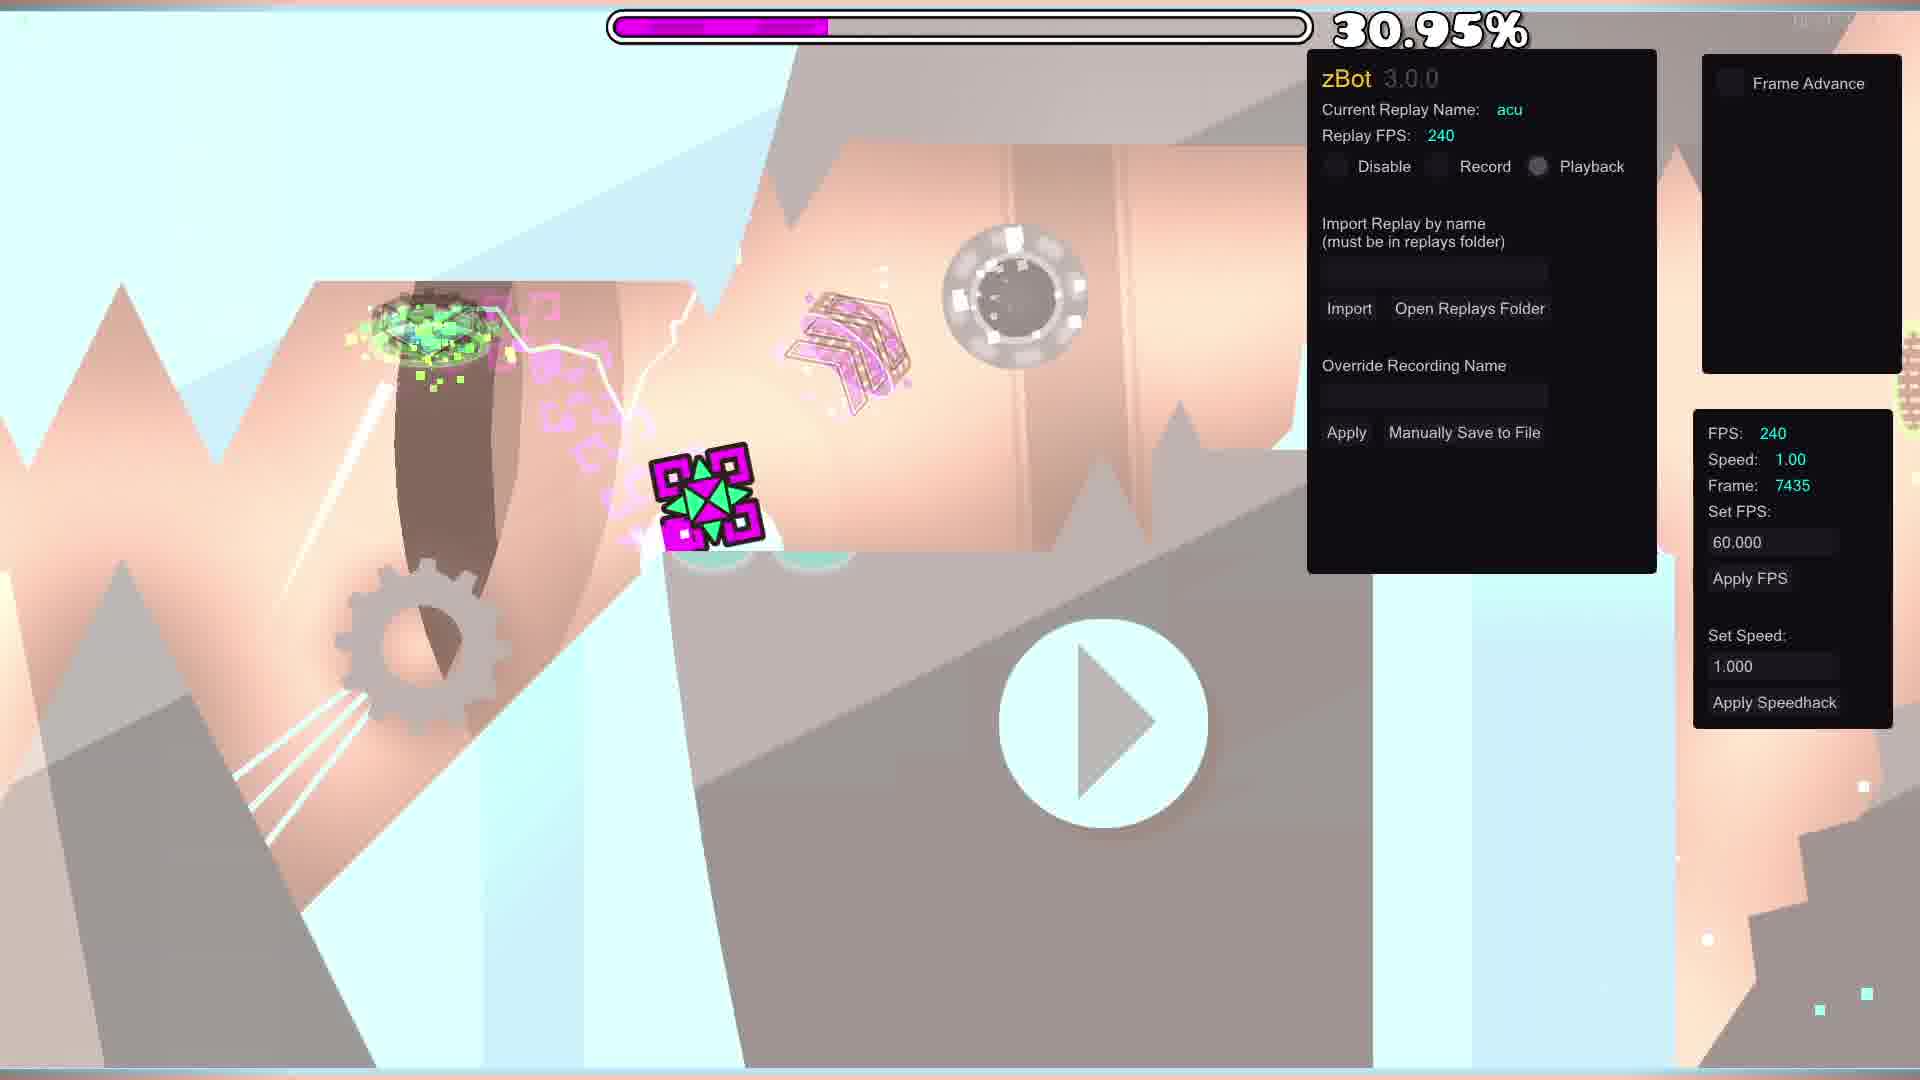 30.95%
zBot 3.0.0
Current Replay Name: acu
Replay FPS: 240
Disable Record Playback
Import Replay by name
(must be in replays folder)
Import Open Replays Folder
Override Recording Name
Apply Manually Save to File
Frame Advance
FPS: 240
Speed: 1.00
Frame: 7435
Set FPS:
60.000
Apply FPS
Set Speed:
1.000
Apply Speedhack